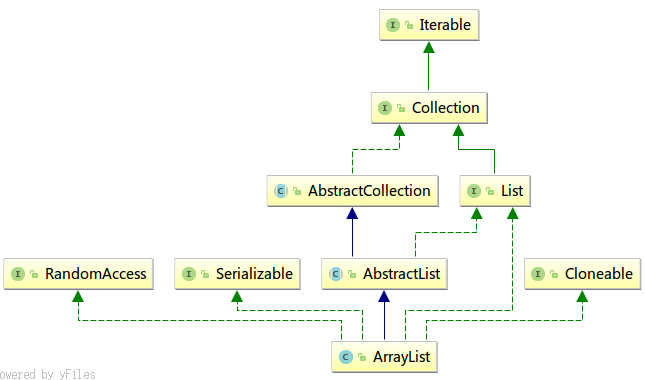 I Iterable
I Collection
C AbstractCollection
I List
I RandomAccess
I Serializable
C AbstractList
I Cloneable
C ArrayList
owered by yFiles